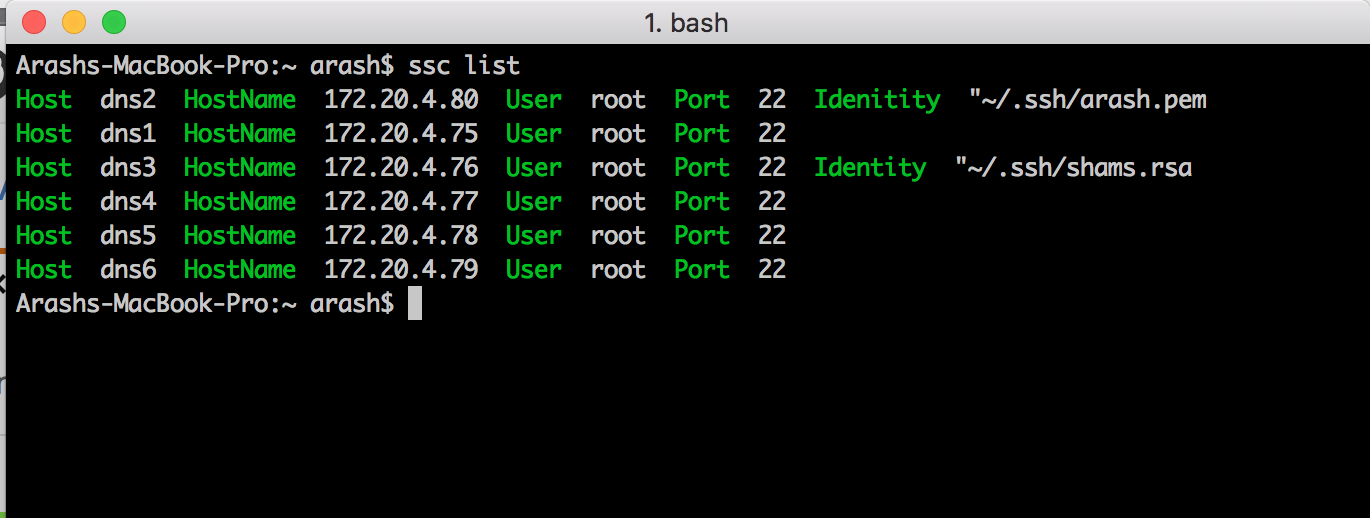 1. bash
Arashs-MacBook-Pro:~ arash$ ssc list
Host dns2 HostName 172.20.4.80 User root Port 22 Idenitity "~/.ssh/arash.pem
Host dns1 HostName 172.20.4.75 User root Port 22
Host dns3 HostName 172.20.4.76 User root Port 22 Identity "~/.ssh/shams.rsa
Host dns4 HostName 172.20.4.77 User root Port 22
Host dns5 HostName 172.20.4.78 User root Port 22
Host dns6 HostName 172.20.4.79 User root Port 22
Arashs-MacBook-Pro:~ arash$